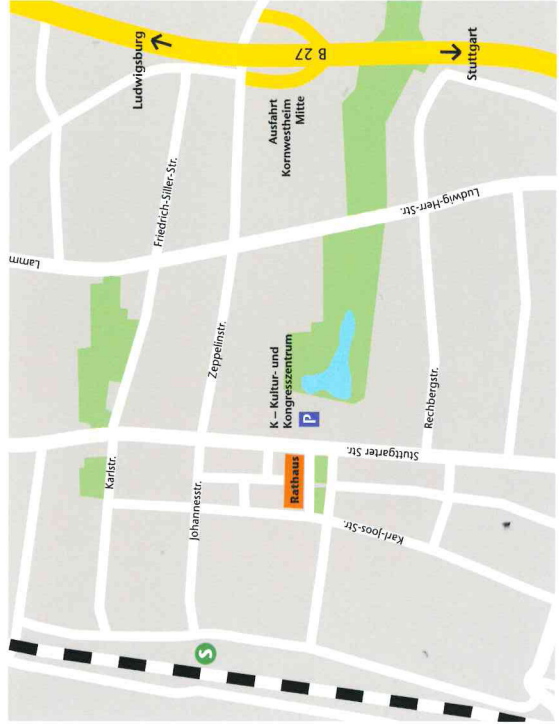 Ludwigsburg
B 27
Stuttgart
Ausfahrt
Kornwestheim
Mitte
Friedrich-Siller-Str.
Ludwig-Herr-Str.
Lamm
Zeppelinstr.
K – Kultur- und
Kongresszentrum
P
Rechbergstr.
Stuttgarter Str.
Karlstr.
Rathaus
Johannesstr.
Karl-Joos-Str.
S